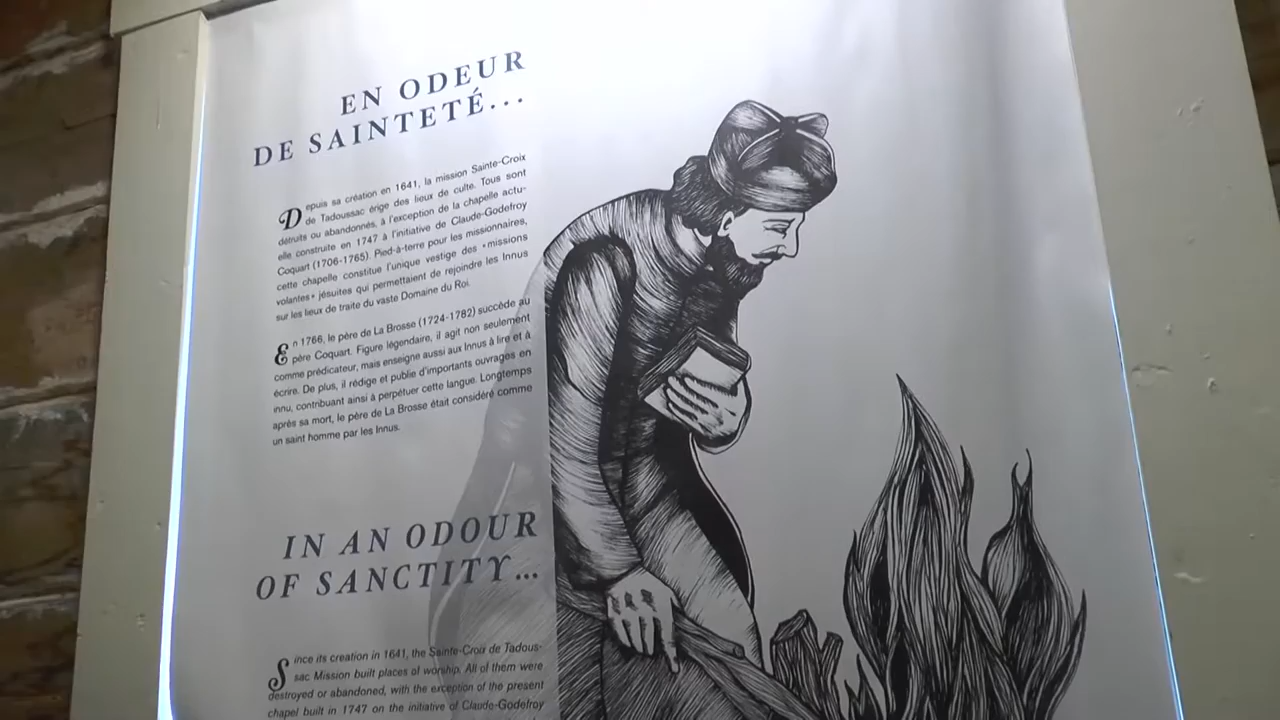 EN ODEUR
DE SAINTETÉ...
Depuis sa création en 1641, la mission Sainte-Croix
de Tadoussac érige des lieux de culte. Tous sont
détruits ou abandonnés, à l'exception de la chapelle actu-
elle, construite en 1747 à l'initiative de Claude-Godefroy
Coquart (1706-1765). Pied-à-terre pour les missionnaires,
cette chapelle constitue l'unique vestige des «missions
volantes» jésuites qui permettaient de rejoindre les Innus
sur les lieux de traite du vaste Domaine du Roi.
En 1766, le père de La Brosse (1724-1782) succède au
père Coquart. Figure légendaire, il agit non seulement
comme prédicateur, mais enseigne aussi aux Innus à lire et à
écrire. De plus, il rédige et publie d'importants ouvrages en
innu, contribuant ainsi à perpétuer cette langue. Longtemps
après sa mort, le père de La Brosse était considéré comme
un saint homme par les Innus.
IN AN ODOUR
OF SANCTITY...
Since its creation in 1641, the Sainte-Croix de Tadous-
sac Mission built places of worship. All of them were
destroyed or abandoned, with the exception of the present
chapel built in 1747 on the initiative of Claude-Godefroy